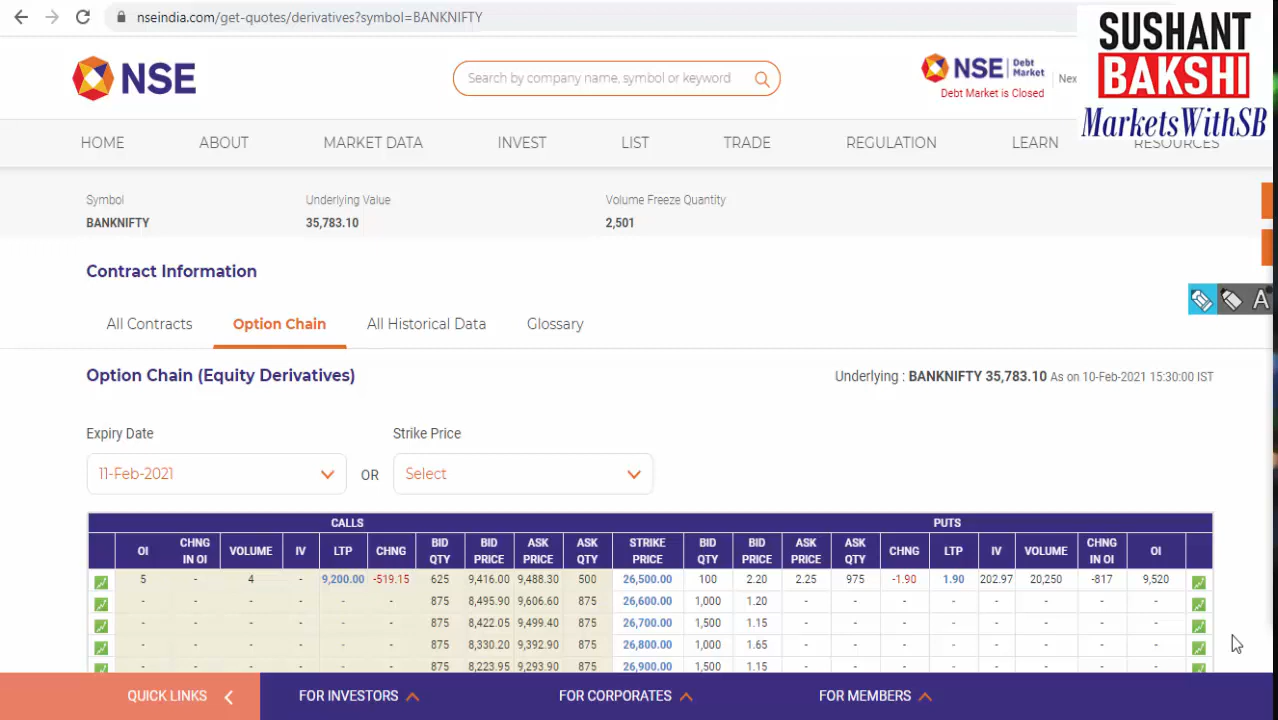 nseindia.com/get-quotes/derivatives?symbol=BANKNIFTY
SUSHANT
BAKSHI
MarketsWithSB
NSE
Search by company name, symbol or keyword
NSE Debt Market
Debt Market is Closed
Nex
HOME ABOUT MARKET DATA INVEST LIST TRADE REGULATION LEARN RESOURCES
Symbol Underlying Value Volume Freeze Quantity
BANKNIFTY 35,783.10 2,501
Contract Information
A
All Contracts Option Chain All Historical Data Glossary
Option Chain (Equity Derivatives) Underlying : BANKNIFTY 35,783.10 As on 10-Feb-2021 15:30:00 IST
Expiry Date Strike Price
11-Feb-2021 OR Select
CALLS PUTS
OI CHNG IN OI VOLUME IV LTP CHNG BID QTY BID PRICE ASK PRICE ASK QTY STRIKE PRICE BID QTY BID PRICE ASK PRICE ASK QTY CHNG LTP IV VOLUME CHNG IN OI OI
5 - 4 - 9,200.00 -519.15 625 9,416.00 9,488.30 500 26,500.00 100 2.20 2.25 975 -1.90 1.90 202.97 20,250 -817 9,520
- - - - - - 875 8,495.90 9,606.60 875 26,600.00 1,000 1.20 - - - - - - - -
- - - - - - 875 8,422.05 9,499.40 875 26,700.00 1,500 1.15 - - - - - - - -
- - - - - - 875 8,330.20 9,392.90 875 26,800.00 1,000 1.65 - - - - - - - -
- - - - - - 875 8,223.95 9,293.90 875 26,900.00 1,500 1.15 - - - - - - - -
QUICK LINKS FOR INVESTORS FOR CORPORATES FOR MEMBERS